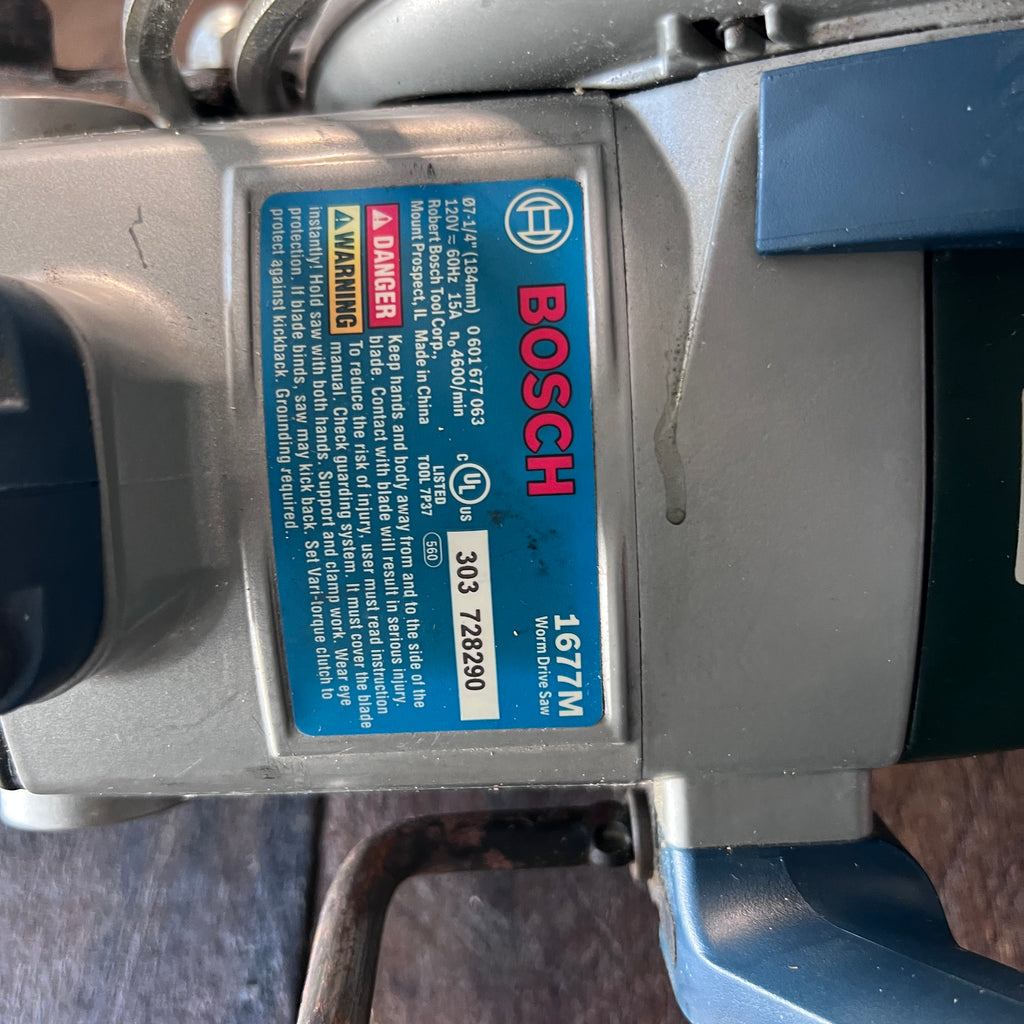 BOSCH
1677M
Worm Drive Saw
Ø7-1/4" (184mm) 0 601 677 063
120V ≂ 60Hz 15A n₀ 4600/min
Robert Bosch Tool Corp.,
Mount Prospect, IL Made in China
C UL US
LISTED
TOOL 7P37
560
303 728290
DANGER Keep hands and body away from and to the side of the
blade. Contact with blade will result in serious injury.
WARNING To reduce the risk of injury, user must read instruction
manual. Check guarding system. It must cover the blade
instantly! Hold saw with both hands. Support and clamp work. Wear eye
protection. If blade binds, saw may kick back. Set Vari-torque clutch to
protect against kickback. Grounding required..